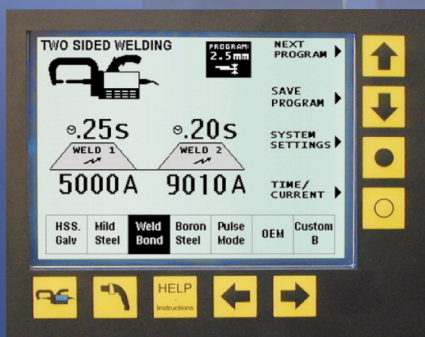 TWO SIDED WELDING
PROGRAM:
2.5mm
NEXT
PROGRAM
SAVE
PROGRAM
SYSTEM
SETTINGS
TIME/
CURRENT
.25s
.20s
WELD 1
WELD 2
5000A
9010A
HSS.
Galv
Mild
Steel
Weld
Bond
Boron
Steel
Pulse
Mode
OEM
Custom
B
HELP
Instructions